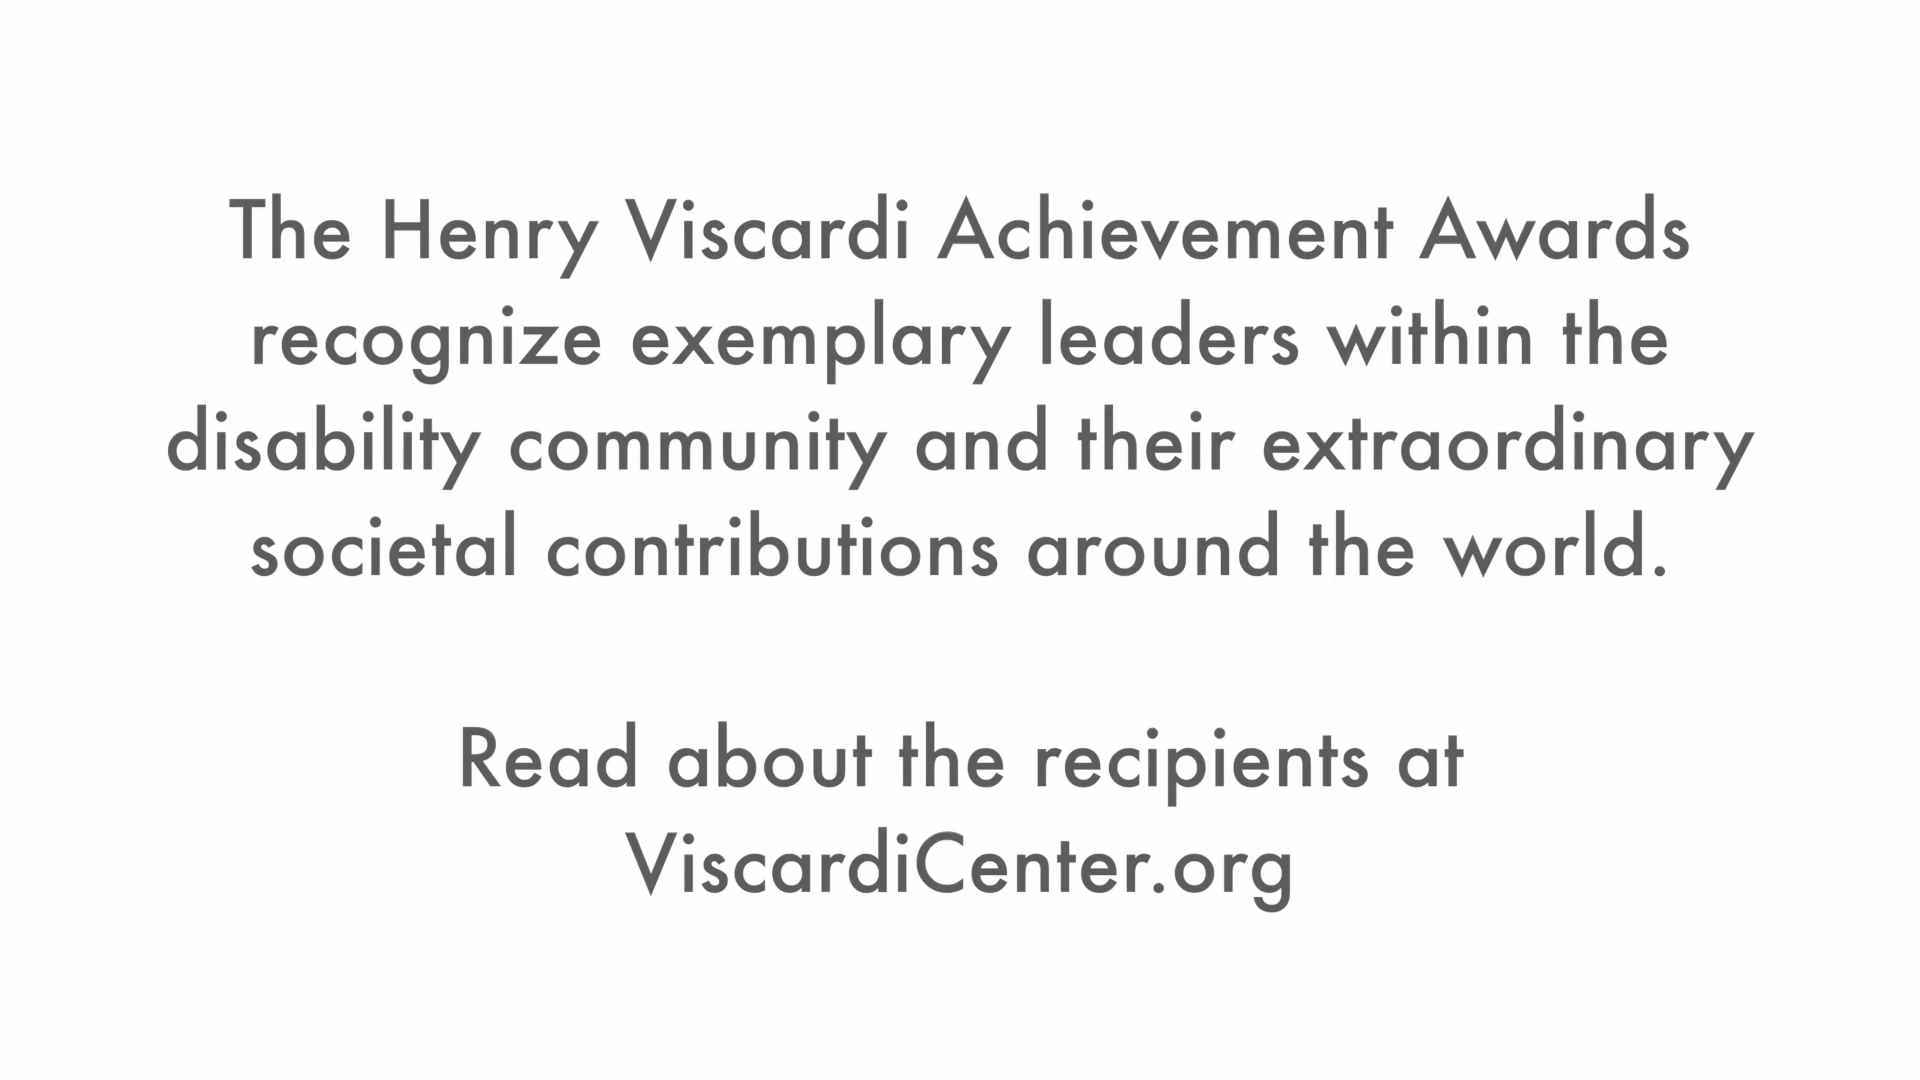 The Henry Viscardi Achievement Awards
recognize exemplary leaders within the
disability community and their extraordinary
societal contributions around the world.
Read about the recipients at
ViscardiCenter.org